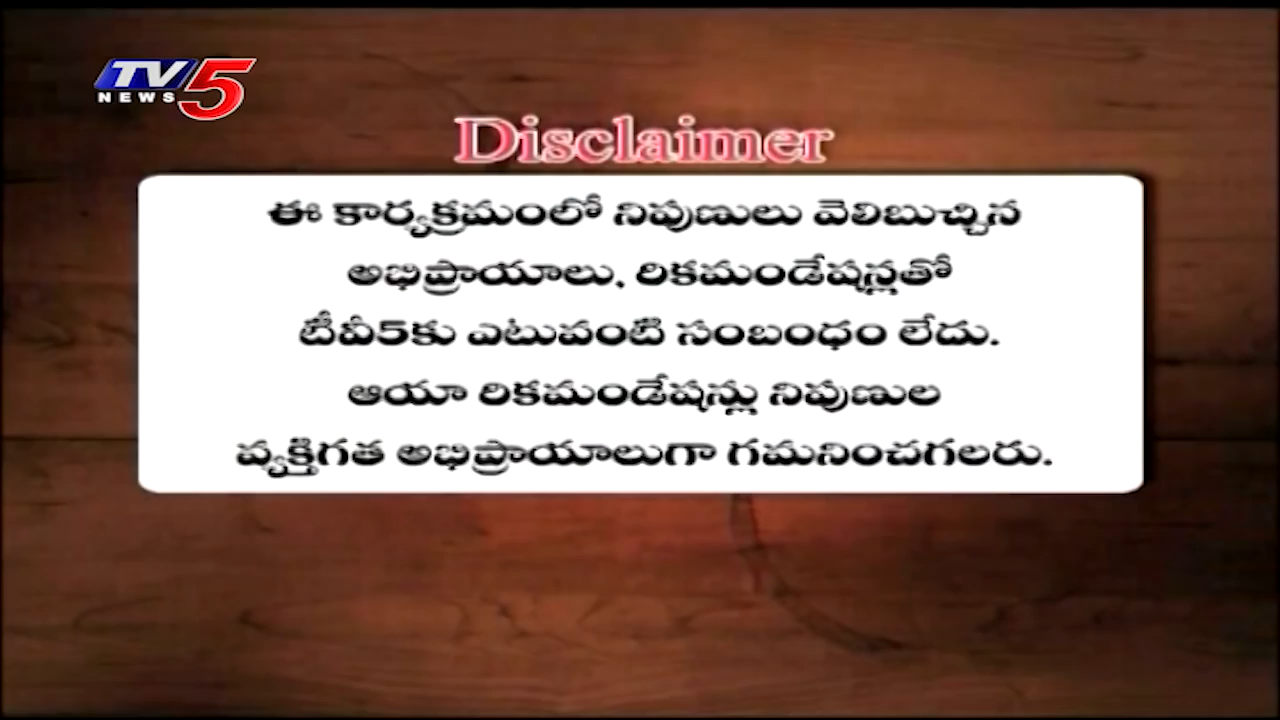 TV5
NEWS
Disclaimer
ఈ కార్యక్రమంలో నిపుణులు వెలిబుచ్చిన
అభిప్రాయాలు, రికమండేషన్లతో
టీవీ5కు ఎటువంటి సంబంధం లేదు.
ఆయా రికమండేషన్లు నిపుణుల
వ్యక్తిగత అభిప్రాయాలుగా గమనించగలరు.